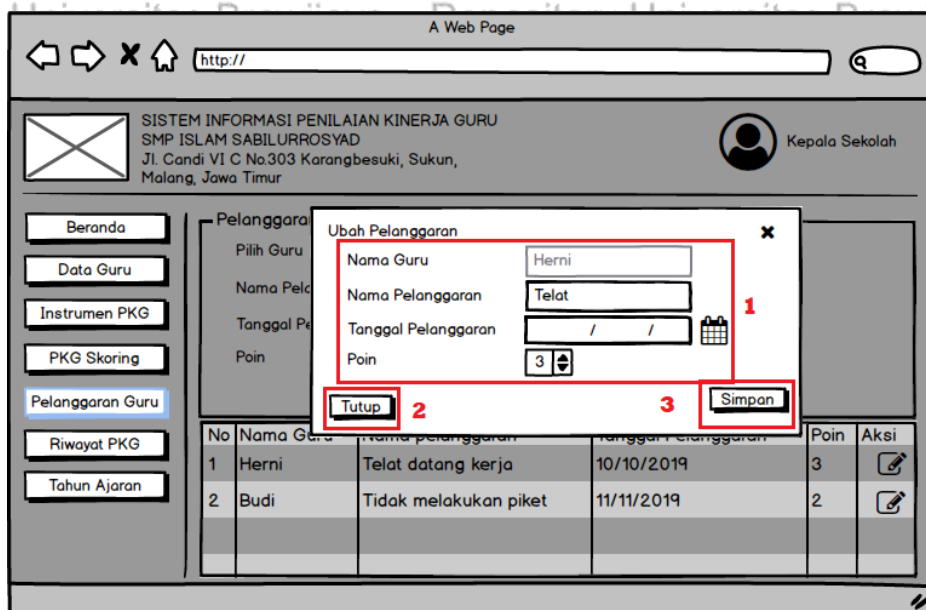 A Web Page
http://
SISTEM INFORMASI PENILAIAN KINERJA GURU
SMP ISLAM SABILURROSYAD
Jl. Candi VI C No.303 Karangbesuki, Sukun,
Malang, Jawa Timur
Kepala Sekolah
Beranda
Data Guru
Instrumen PKG
PKG Skoring
Pelanggaran Guru
Riwayat PKG
Tahun Ajaran
Pilih Guru
Poin
Ubah Pelanggaran
Nama Guru Herni
Nama Pelanggaran Telat
Tanggal Pelanggaran / /
Poin 3
1
Tutup 2
3 Simpan
No Nama Guru Nama pelanggaran Tanggal Pelanggaran Poin Aksi
1 Herni Telat datang kerja 10/10/2019 3
2 Budi Tidak melakukan piket 11/11/2019 2